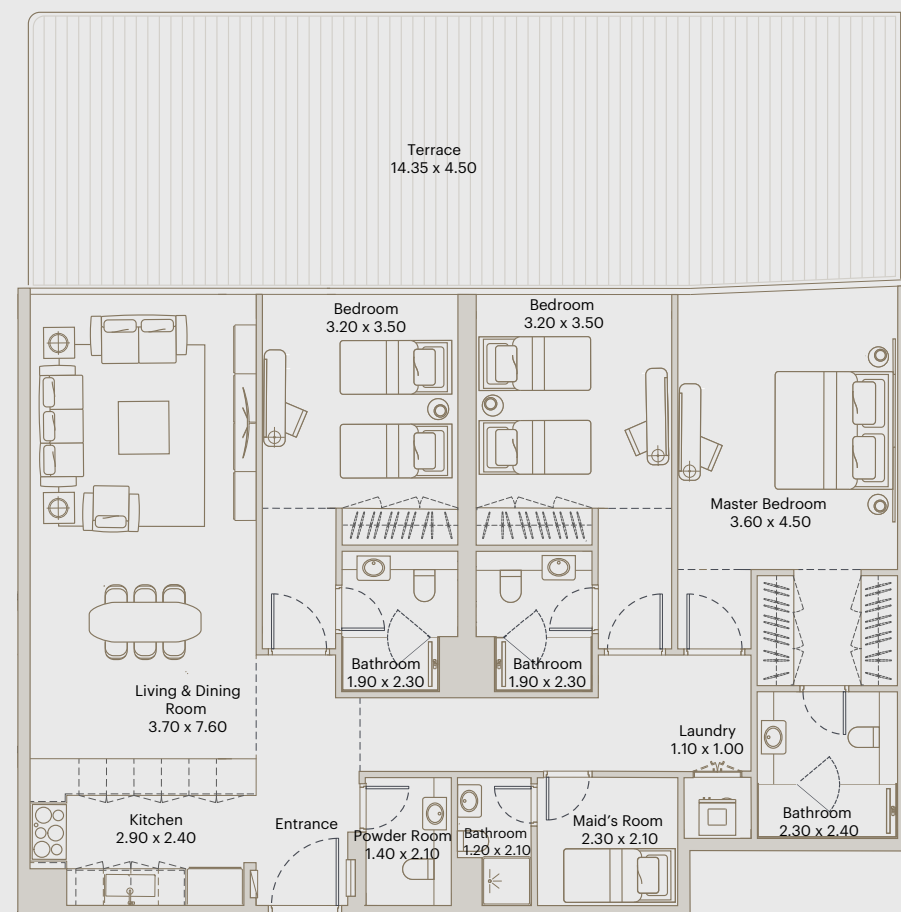 Terrace
14.35 x 4.50
Bedroom
3.20 x 3.50
Bedroom
3.20 x 3.50
Master Bedroom
3.60 x 4.50
Bathroom
1.90 x 2.30
Bathroom
1.90 x 2.30
Living & Dining
Room
3.70 x 7.60
Laundry
1.10 x 1.00
Kitchen
2.90 x 2.40
Entrance
Powder Room
1.40 x 2.10
Bathroom
1.20 x 2.10
Maid's Room
2.30 x 2.10
Bathroom
2.30 x 2.40